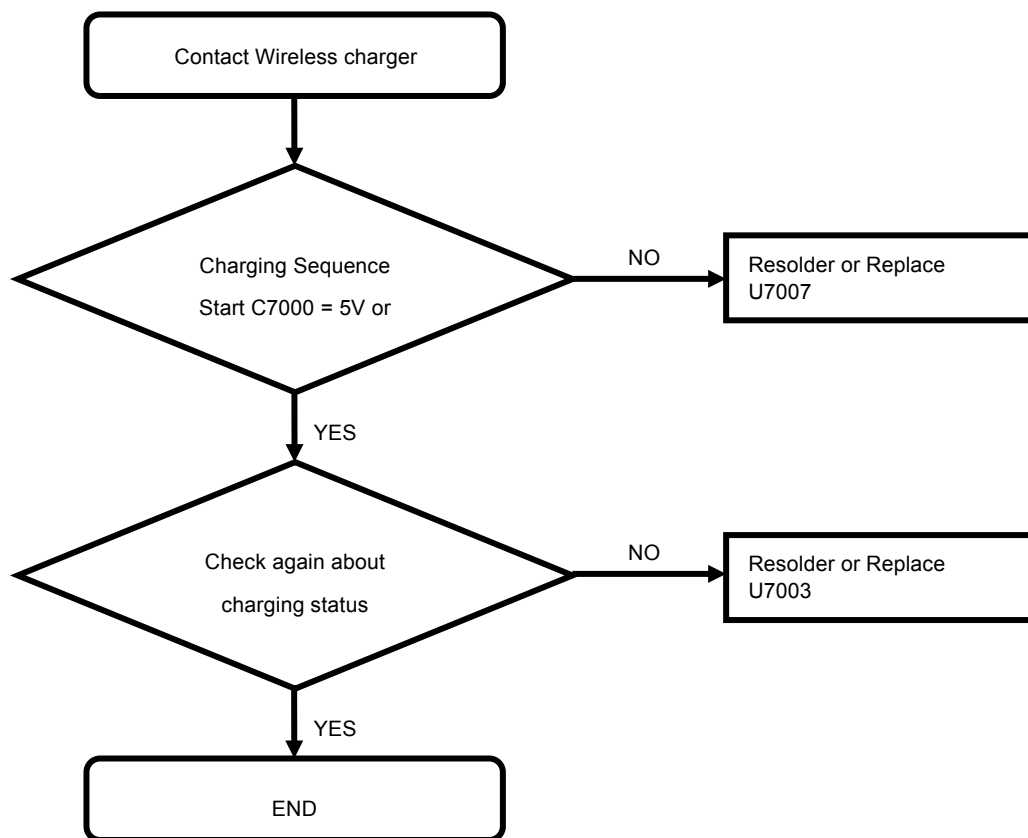 Contact Wireless charger
Charging Sequence
Start C7000 = 5V or
NO
Resolder or Replace
U7007
YES
Check again about
charging status
NO
Resolder or Replace
U7003
YES
END